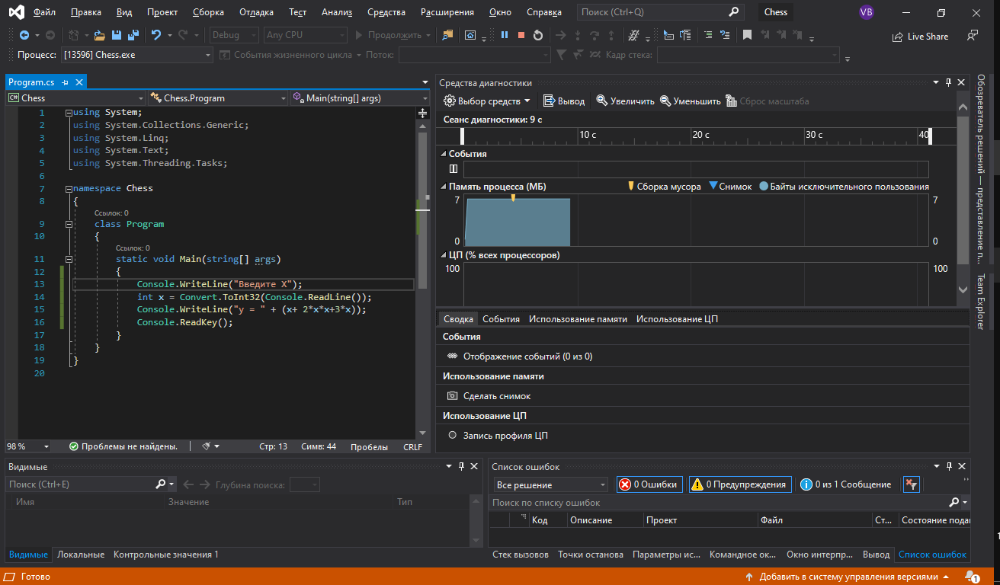 Файл Правка Вид Проект Сборка Отладка Тест Анализ Средства Расширения Окно Справка Поиск (Ctrl+Q) Chess VB
Debug Any CPU Продолжить Live Share
Процесс: [13596] Chess.exe События жизненного цикла Поток: Кадр стека:
Program.cs
Chess Chess.Program Main(string[] args)
1 using System;
2 using System.Collections.Generic;
3 using System.Linq;
4 using System.Text;
5 using System.Threading.Tasks;
6
7 namespace Chess
8 {
Ссылок: 0
9 class Program
10 {
Ссылок: 0
11 static void Main(string[] args)
12 {
13 Console.WriteLine("Введите X");
14 int x = Convert.ToInt32(Console.ReadLine());
15 Console.WriteLine("y = " + (x+ 2*x*x+3*x));
16 Console.ReadKey();
17 }
18 }
19 }
20
98 % Проблемы не найдены. Стр: 13 Симв: 44 Пробелы CRLF
Средства диагностики
Выбор средств Вывод Увеличить Уменьшить Сброс масштаба
Сеанс диагностики: 9 с
10 с 20 с 30 с 40
События
Память процесса (МБ) Сборка мусора Снимок Байты исключительного пользования
7 7
0 0
ЦП (% всех процессоров)
100 100
Сводка События Использование памяти Использование ЦП
События
Отображение событий (0 из 0)
Использование памяти
Сделать снимок
Использование ЦП
Запись профиля ЦП
Обозреватель решений — представление п...
Team Explorer
Видимые
Поиск (Ctrl+E) Глубина поиска:
Имя Значение Тип
Видимые Локальные Контрольные значения 1
Список ошибок
Все решение 0 Ошибки 0 Предупреждения 0 из 1 Сообщение
Поиск по списку ошибок
Код Описание Проект Файл Ст... Состояние пода
Стек вызовов Точки останова Параметры ис... Командное ок... Окно интерпр... Вывод Список ошибок
Готово Добавить в систему управления версиями 1